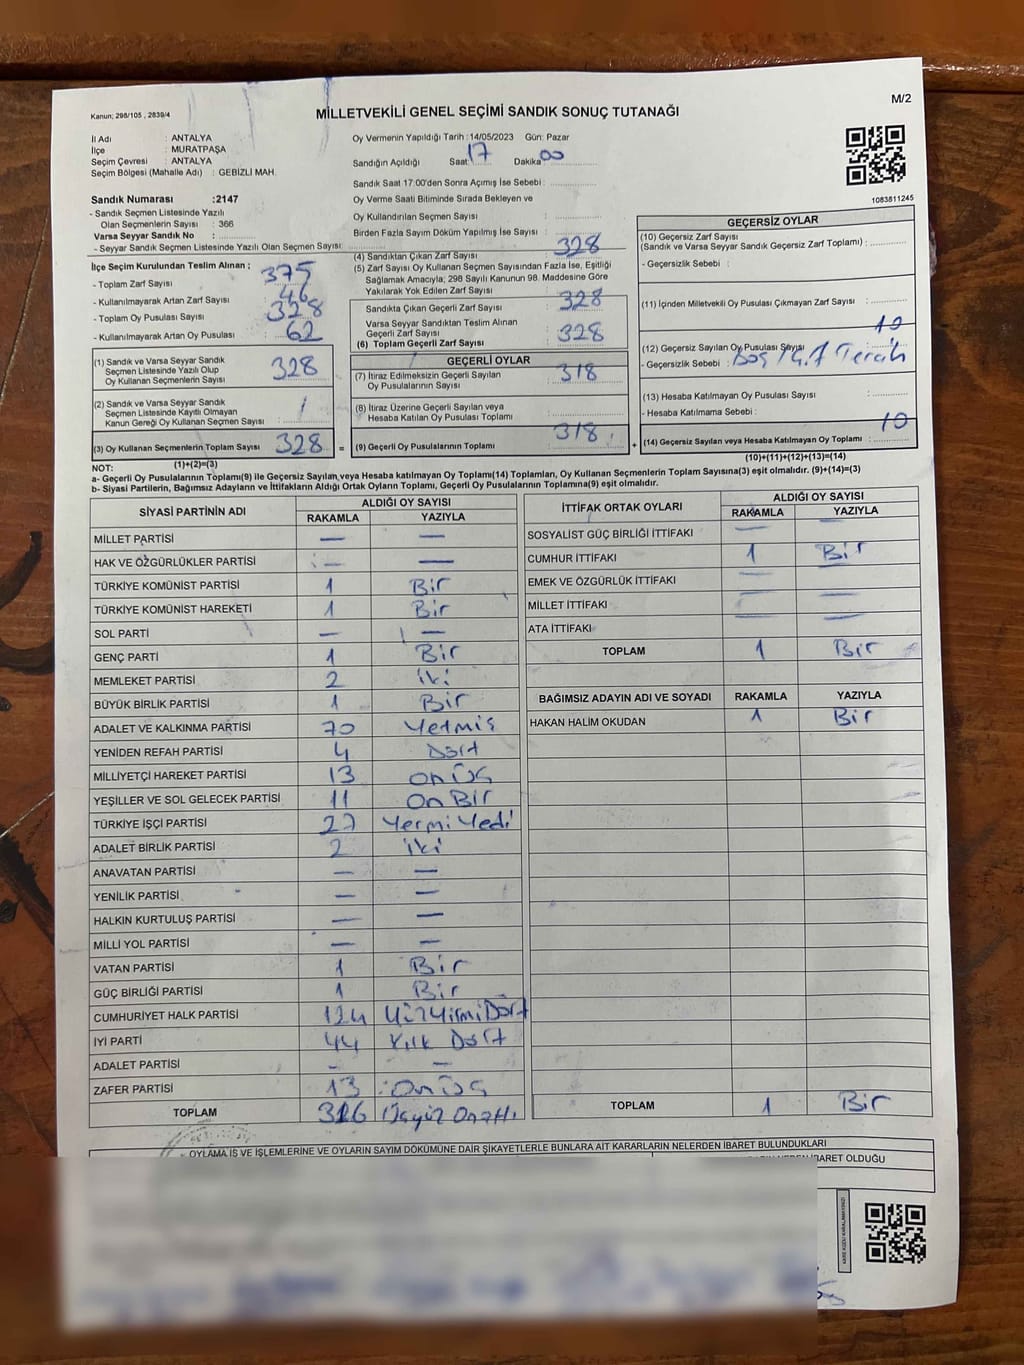 Kanun; 298/105 , 2839/4
MİLLETVEKİLİ GENEL SEÇİMİ SANDIK SONUÇ TUTANAĞI
M/2
İl Adı : ANTALYA
İlçe : MURATPAŞA
Seçim Çevresi : ANTALYA
Seçim Bölgesi (Mahalle Adı) : GEBİZLİ MAH.
Oy Vermenin Yapıldığı Tarih :14/05/2023 Gün: Pazar
Sandığın Açıldığı Saat 17 Dakika 00
Sandık Saat 17:00'den Sonra Açımış İse Sebebi :
Oy Verme Saati Bitiminde Sırada Bekleyen ve
Oy Kullandırılan Seçmen Sayısı :
Birden Fazla Sayım Döküm Yapılmış İse Sayısı :
1083811245
Sandık Numarası :2147
- Sandık Seçmen Listesinde Yazılı
Olan Seçmenlerin Sayısı : 366
Varsa Seyyar Sandık No :
- Seyyar Sandık Seçmen Listesinde Yazılı Olan Seçmen Sayısı:
İlçe Seçim Kurulundan Teslim Alınan ;
- Toplam Zarf Sayısı : 375
- Kullanılmayarak Artan Zarf Sayısı : 46
- Toplam Oy Pusulası Sayısı : 328
- Kullanılmayarak Artan Oy Pusulası : 62
(4) Sandıktan Çıkan Zarf Sayısı : 328
(5) Zarf Sayısı Oy Kullanan Seçmen Sayısından Fazla İse, Eşitliği
Sağlamak Amacıyla; 298 Sayılı Kanunun 98. Maddesine Göre
Yakılarak Yok Edilen Zarf Sayısı :
Sandıkta Çıkan Geçerli Zarf Sayısı : 328
Varsa Seyyar Sandıktan Teslim Alınan
Geçerli Zarf Sayısı :
(6) Toplam Geçerli Zarf Sayısı : 328
GEÇERSİZ OYLAR
(10) Geçersiz Zarf Sayısı
(Sandık ve Varsa Seyyar Sandık Geçersiz Zarf Toplamı) :
- Geçersizlik Sebebi :
(11) İçinden Milletvekili Oy Pusulası Çıkmayan Zarf Sayısı :
(12) Geçersiz Sayılan Oy Pusulası Sayısı : 10
- Geçersizlik Sebebi : Boş Tercih
(13) Hesaba Katılmayan Oy Pusulası Sayısı :
- Hesaba Katılmama Sebebi :
(14) Geçersiz Sayılan veya Hesaba Katılmayan Oy Toplamı : 10
(1) Sandık ve Varsa Seyyar Sandık
Seçmen Listesinde Yazılı Olup
Oy Kullanan Seçmenlerin Sayısı : 328
(2) Sandık ve Varsa Seyyar Sandık
Seçmen Listesinde Kayıtlı Olmayan
Kanun Gereği Oy Kullanan Seçmen Sayısı : /
(3) Oy Kullanan Seçmenlerin Toplam Sayısı : 328 =
GEÇERLİ OYLAR
(7) İtiraz Edilmeksizin Geçerli Sayılan
Oy Pusulalarının Sayısı : 318
(8) İtiraz Üzerine Geçerli Sayılan veya
Hesaba Katılan Oy Pusulası Toplamı :
(9) Geçerli Oy Pusulalarının Toplamı : 318 +
(1)+(2)=(3)
(10)+(11)+(12)+(13)=(14)
NOT:
a- Geçerli Oy Pusulalarının Toplamı(9) ile Geçersiz Sayılan veya Hesaba katılmayan Oy Toplamı(14) Toplamları, Oy Kullanan Seçmenlerin Toplam Sayısına(3) eşit olmalıdır. (9)+(14)=(3)
b- Siyasi Partilerin, Bağımsız Adayların ve İttifakların Aldığı Ortak Oyların Toplamı, Geçerli Oy Pusulalarının Toplamına(9) eşit olmalıdır.
SİYASİ PARTİNİN ADI
ALDIĞI OY SAYISI
RAKAMLA YAZIYLA
MİLLET PARTİSİ — —
HAK VE ÖZGÜRLÜKLER PARTİSİ — —
TÜRKİYE KOMÜNİST PARTİSİ 1 Bir
TÜRKİYE KOMÜNİST HAREKETİ 1 Bir
SOL PARTİ — —
GENÇ PARTİ 1 Bir
MEMLEKET PARTİSİ 2 iki
BÜYÜK BİRLİK PARTİSİ 1 Bir
ADALET VE KALKINMA PARTİSİ 70 Yetmiş
YENİDEN REFAH PARTİSİ 4 Dört
MİLLİYETÇİ HAREKET PARTİSİ 13 on Üç
YEŞİLLER VE SOL GELECEK PARTİSİ 11 On Bir
TÜRKİYE İŞÇİ PARTİSİ 27 Yermi Yedi
ADALET BİRLİK PARTİSİ 2 iki
ANAVATAN PARTİSİ — —
YENİLİK PARTİSİ — —
HALKIN KURTULUŞ PARTİSİ — —
MİLLİ YOL PARTİSİ — —
VATAN PARTİSİ 1 Bir
GÜÇ BİRLİĞİ PARTİSİ 1 Bir
CUMHURİYET HALK PARTİSİ 124 YüzYirmiDört
İYİ PARTİ 44 Kırk Dört
ADALET PARTİSİ — —
ZAFER PARTİSİ 13 On Üç
TOPLAM 316 Üçyüz Onaltı
İTTİFAK ORTAK OYLARI
ALDIĞI OY SAYISI
RAKAMLA YAZIYLA
SOSYALİST GÜÇ BİRLİĞİ İTTİFAKI — —
CUMHUR İTTİFAKI 1 Bir
EMEK VE ÖZGÜRLÜK İTTİFAKI — —
MİLLET İTTİFAKI — —
ATA İTTİFAKI — —
TOPLAM 1 Bir
BAĞIMSIZ ADAYIN ADI VE SOYADI RAKAMLA YAZIYLA
HAKAN HALİM OKUDAN 1 Bir
TOPLAM 1 Bir
OYLAMA İŞ VE İŞLEMLERİNE VE OYLARIN SAYIM DÖKÜMÜNE DAİR ŞİKAYETLERLE BUNLARA AİT KARARLARIN NELERDEN İBARET BULUNDUKLARI
İBARET OLDUĞU